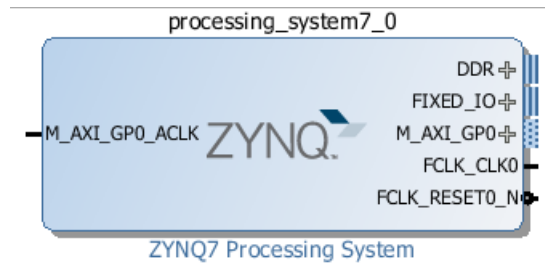 processing_system7_0
DDR
FIXED_IO
M_AXI_GP0_ACLK ZYNQ. M_AXI_GP0
FCLK_CLK0
FCLK_RESET0_N
ZYNQ7 Processing System